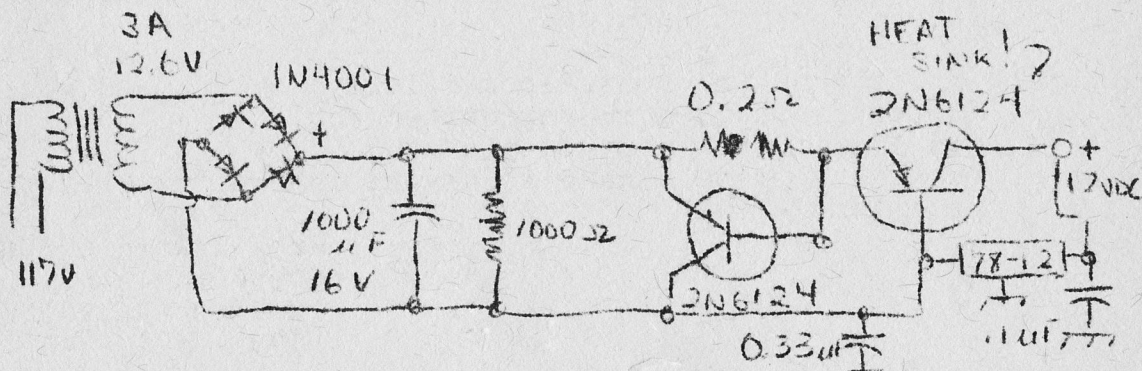 3A
12.6V
1N4001
+
117V
1000
µF
16V
1000Ω
0.2Ω
2N6124
HEAT
SINK!
2N6124
+
12VDC
78-12
0.33µf
.1µF